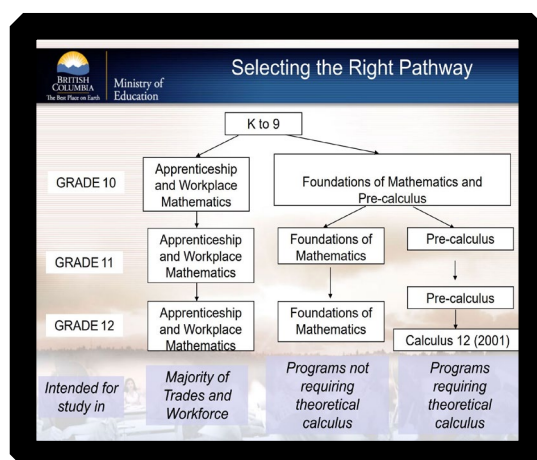 BRITISH
COLUMBIA
The Best Place on Earth
Ministry of
Education
Selecting the Right Pathway
K to 9
GRADE 10
Apprenticeship
and Workplace
Mathematics
Foundations of Mathematics and
Pre-calculus
GRADE 11
Apprenticeship
and Workplace
Mathematics
Foundations of
Mathematics
Pre-calculus
GRADE 12
Apprenticeship
and Workplace
Mathematics
Foundations of
Mathematics
Pre-calculus
Calculus 12 (2001)
Intended for
study in
Majority of
Trades and
Workforce
Programs not
requiring
theoretical
calculus
Programs
requiring
theoretical
calculus